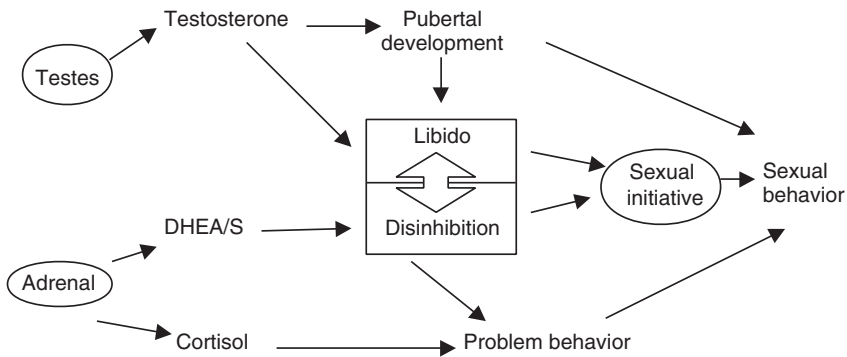 Testosterone
Pubertal
development
Testes
Libido
Sexual
initiative
Sexual
behavior
DHEA/S
Disinhibition
Adrenal
Cortisol
Problem behavior